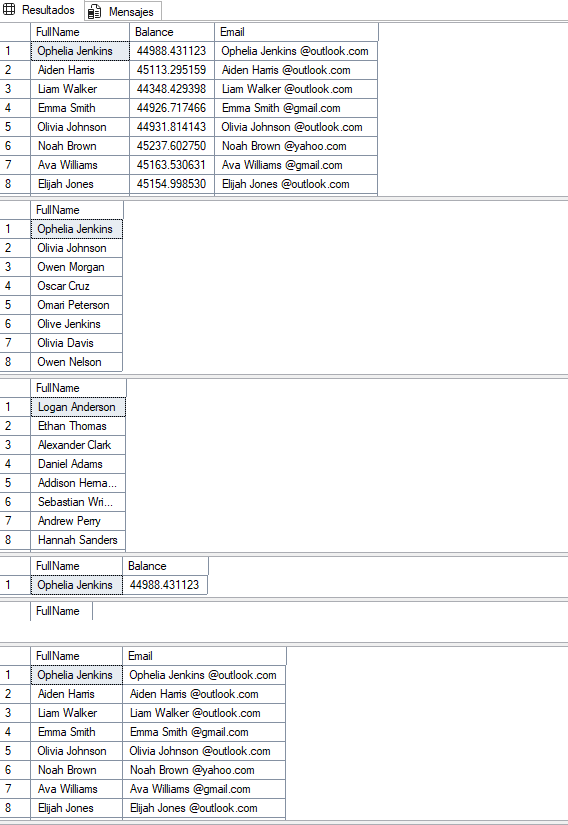 Resultados Mensajes
FullName Balance Email
1 Ophelia Jenkins 44988.431123 Ophelia Jenkins @outlook.com
2 Aiden Harris 45113.295159 Aiden Harris @outlook.com
3 Liam Walker 44348.429398 Liam Walker @outlook.com
4 Emma Smith 44926.717466 Emma Smith @gmail.com
5 Olivia Johnson 44931.814143 Olivia Johnson @outlook.com
6 Noah Brown 45237.602750 Noah Brown @yahoo.com
7 Ava Williams 45163.530631 Ava Williams @gmail.com
8 Elijah Jones 45154.998530 Elijah Jones @outlook.com
FullName
1 Ophelia Jenkins
2 Olivia Johnson
3 Owen Morgan
4 Oscar Cruz
5 Omari Peterson
6 Olive Jenkins
7 Olivia Davis
8 Owen Nelson
FullName
1 Logan Anderson
2 Ethan Thomas
3 Alexander Clark
4 Daniel Adams
5 Addison Herna...
6 Sebastian Wri...
7 Andrew Perry
8 Hannah Sanders
FullName Balance
1 Ophelia Jenkins 44988.431123
FullName
FullName Email
1 Ophelia Jenkins Ophelia Jenkins @outlook.com
2 Aiden Harris Aiden Harris @outlook.com
3 Liam Walker Liam Walker @outlook.com
4 Emma Smith Emma Smith @gmail.com
5 Olivia Johnson Olivia Johnson @outlook.com
6 Noah Brown Noah Brown @yahoo.com
7 Ava Williams Ava Williams @gmail.com
8 Elijah Jones Elijah Jones @outlook.com